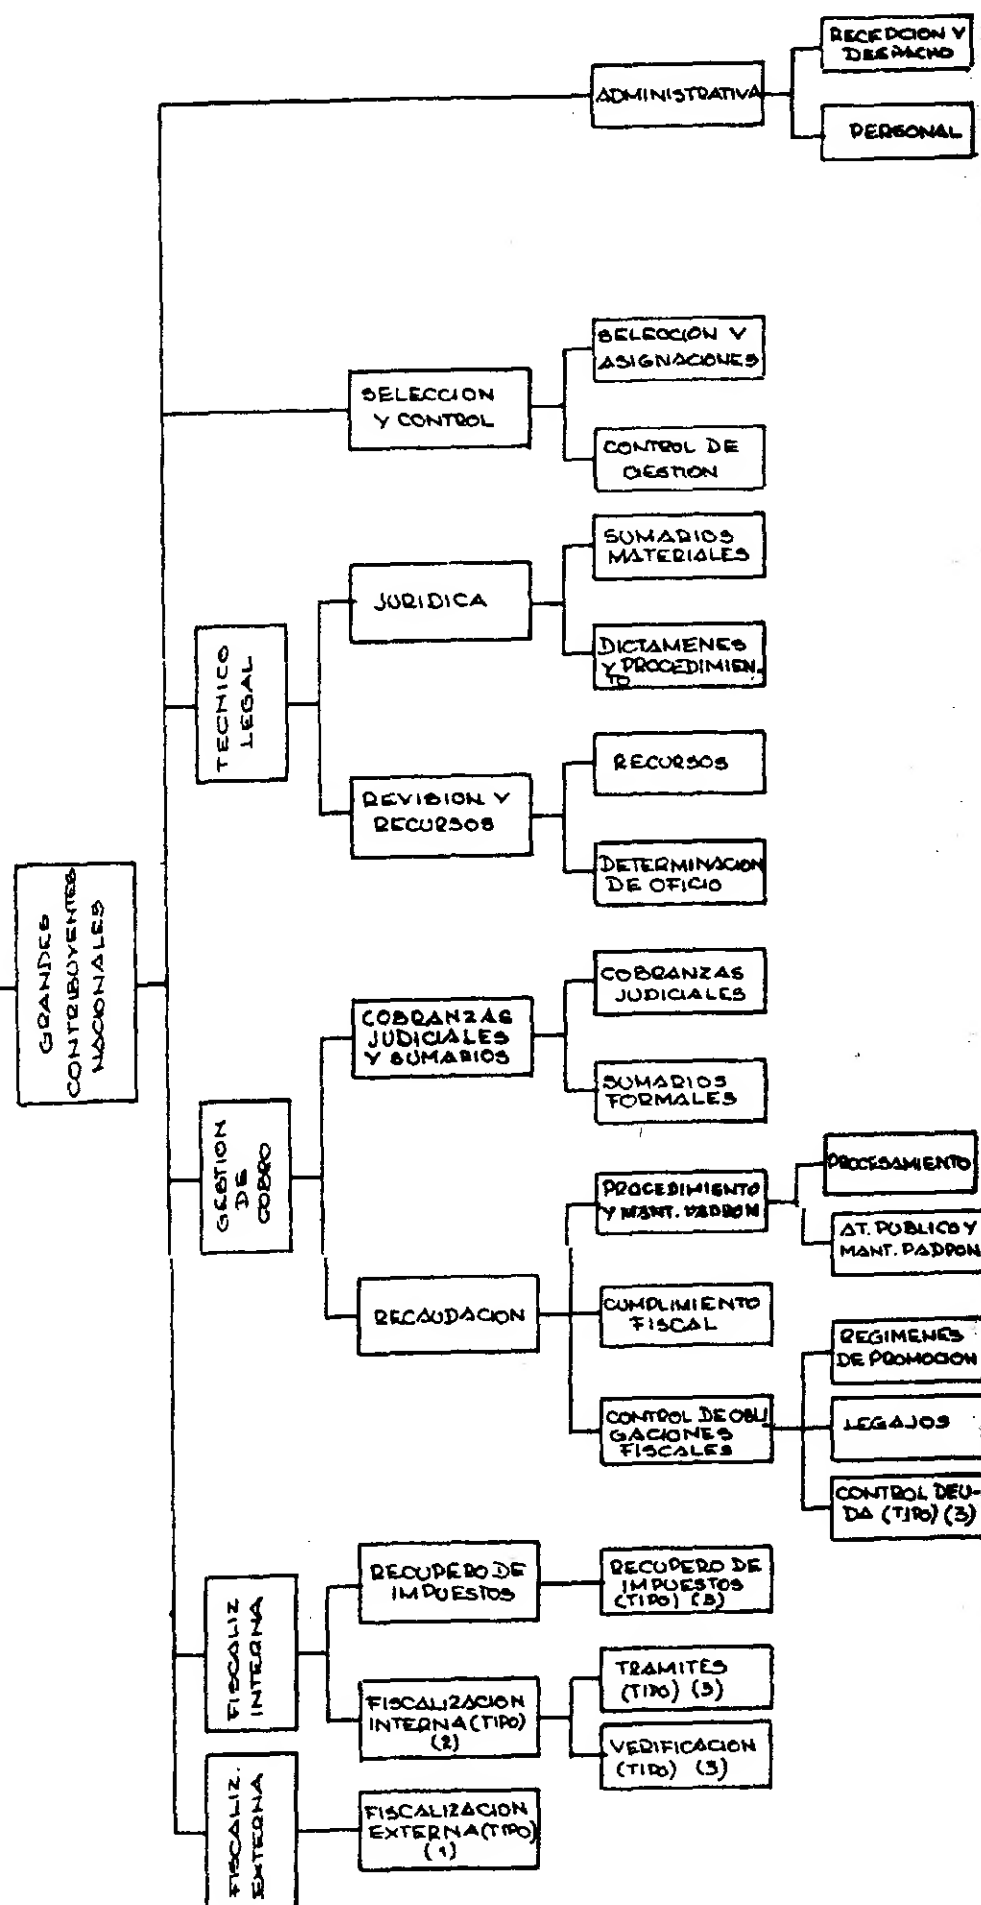 RECEPCION Y
DESPACHO
ADMINISTRATIVA
PERSONAL
SELECCION Y
ASIGNACIONES
SELECCION
Y CONTROL
CONTROL DE
GESTION
SUMARIOS
MATERIALES
JURIDICA
DICTAMENES
Y PROCEDIMIEN-
TO
TECNICO
LEGAL
RECURSOS
REVISION Y
RECURSOS
DETERMINACION
DE OFICIO
GRANDES
CONTRIBUYENTES
NACIONALES
COBRANZAS
JUDICIALES
COBRANZAS
JUDICIALES
Y SUMARIOS
SUMARIOS
FORMALES
GESTION
DE
COBRO
PROCESAMIENTO
PROCEDIMIENTO
Y MANT. PADRON
AT. PUBLICO Y
MANT. PADRON
RECAUDACION
CUMPLIMIENTO
FISCAL
REGIMENES
DE PROMOCION
CONTROL DE OBLI
GACIONES
FISCALES
LEGAJOS
CONTROL DEU-
DA (TIPO) (3)
RECUPERO DE
IMPUESTOS
RECUPERO DE
IMPUESTOS
(TIPO) (3)
FISCALIZ
INTERNA
TRAMITES
(TIPO) (3)
FISCALIZACION
INTERNA (TIPO)
(2)
VERIFICACION
(TIPO) (3)
FISCALIZ.
EXTERNA
FISCALIZACION
EXTERNA (TIPO)
(1)